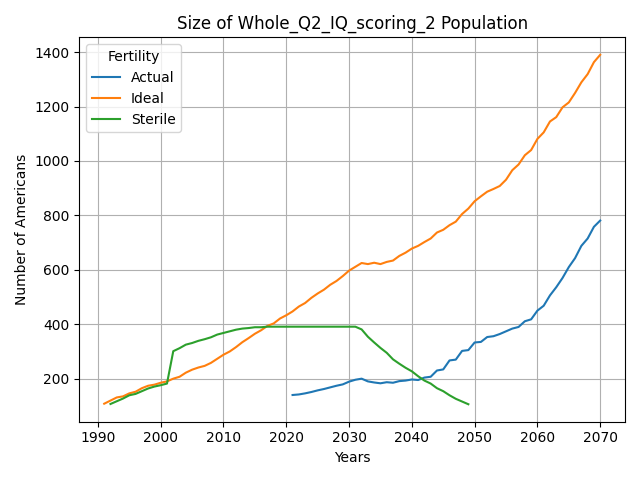 Size of Whole_Q2_IQ_scoring_2 Population
Fertility
Actual
Ideal
Sterile
Number of Americans
1400
1200
1000
800
600
400
200
1990 2000 2010 2020 2030 2040 2050 2060 2070
Years